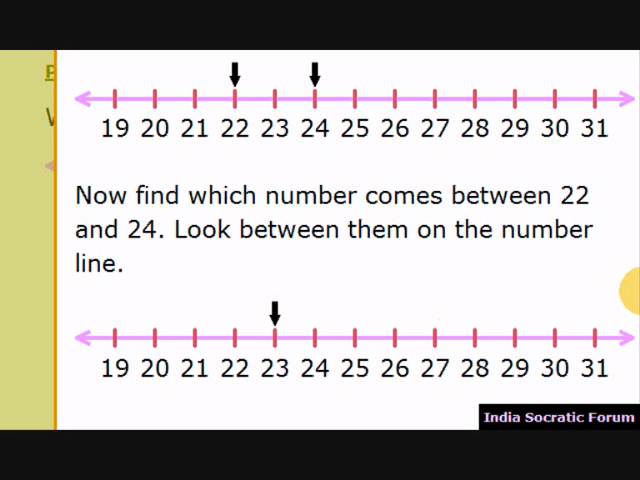 19 20 21 22 23 24 25 26 27 28 29 30 31
Now find which number comes between 22
and 24. Look between them on the number
line.
19 20 21 22 23 24 25 26 27 28 29 30 31
India Socratic Forum